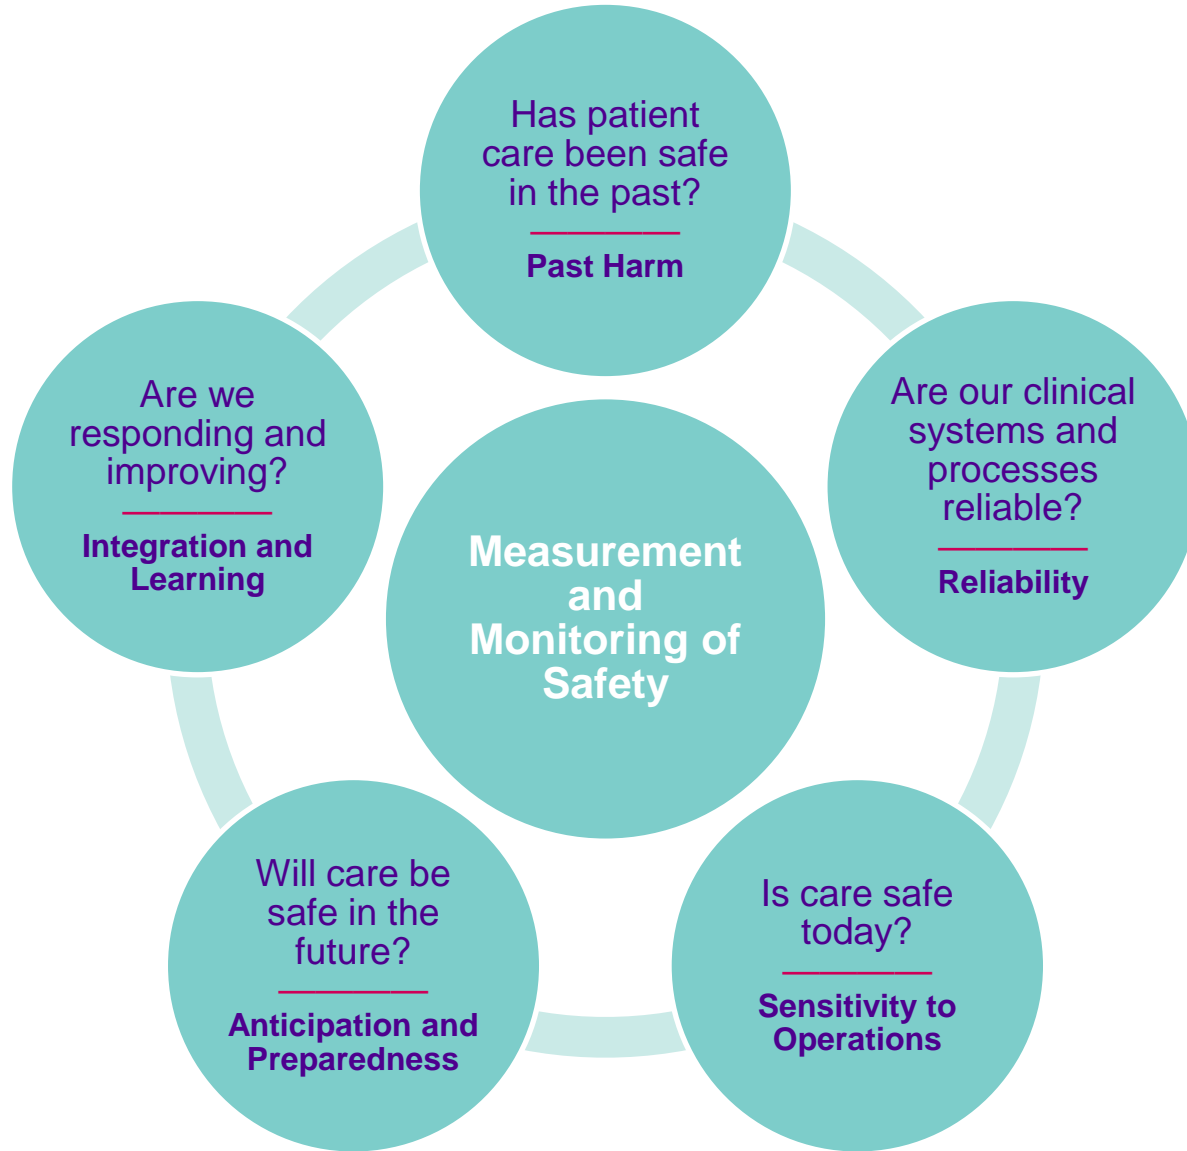 Has patient
care been safe
in the past?
Past Harm
Are our clinical
systems and
processes
reliable?
Reliability
Is care safe
today?
Sensitivity to
Operations
Will care be
safe in the
future?
Anticipation and
Preparedness
Are we
responding and
improving?
Integration and
Learning
Measurement
and
Monitoring of
Safety